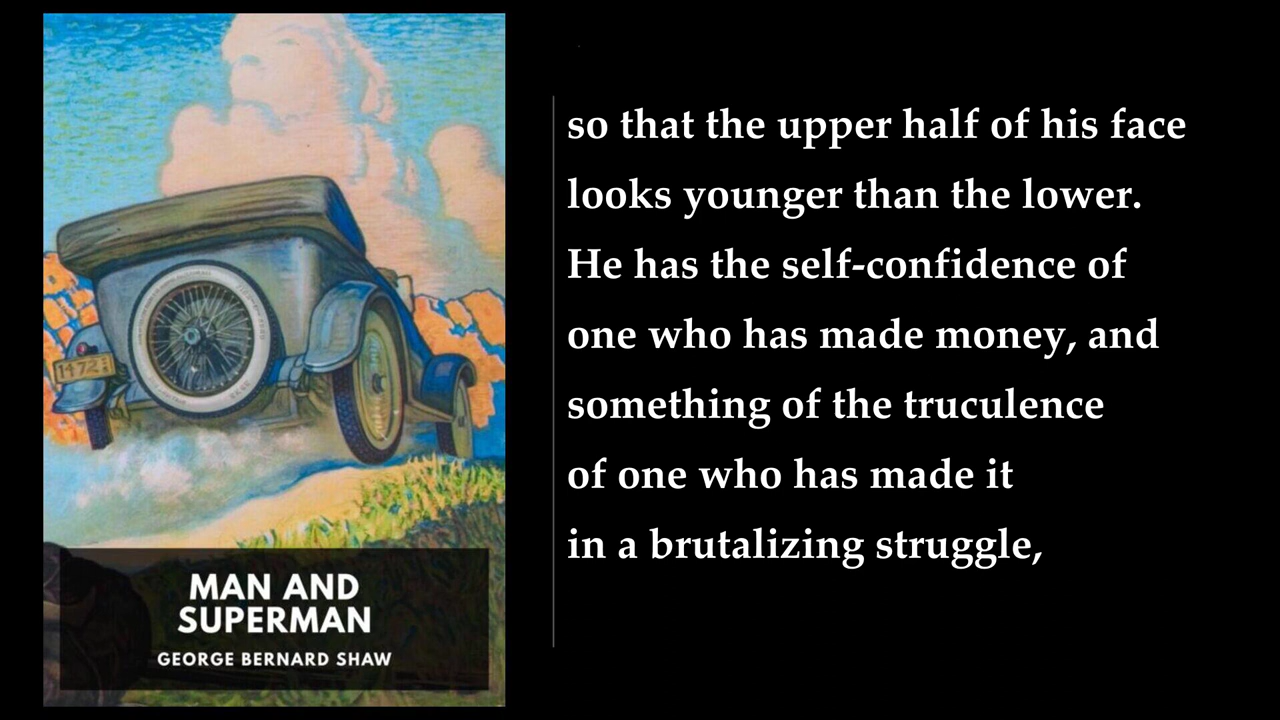 so that the upper half of his face
looks younger than the lower.
He has the self-confidence of
one who has made money, and
something of the truculence
of one who has made it
in a brutalizing struggle,
1472
MAN AND
SUPERMAN
GEORGE BERNARD SHAW